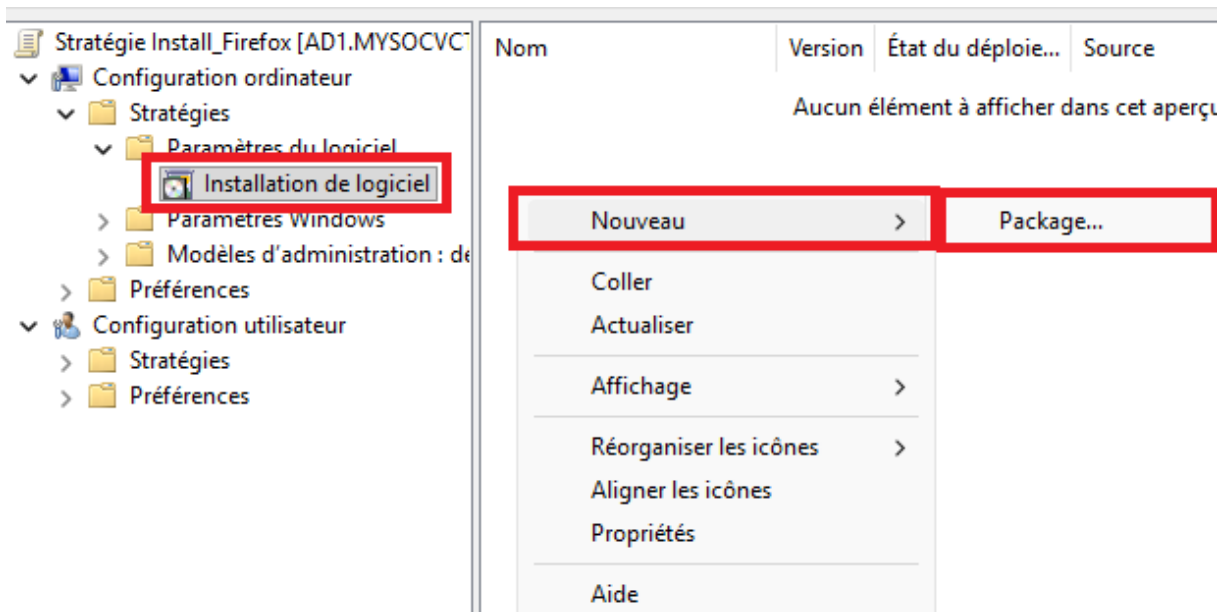 Stratégie Install_Firefox [AD1.MYSOCVCT
Configuration ordinateur
Stratégies
Paramètres du logiciel
Installation de logiciel
Paramètres Windows
Modèles d'administration : de
Préférences
Configuration utilisateur
Stratégies
Préférences
Nom Version État du déploie... Source
Aucun élément à afficher dans cet aperçu
Nouveau > Package...
Coller
Actualiser
Affichage >
Réorganiser les icônes >
Aligner les icônes
Propriétés
Aide